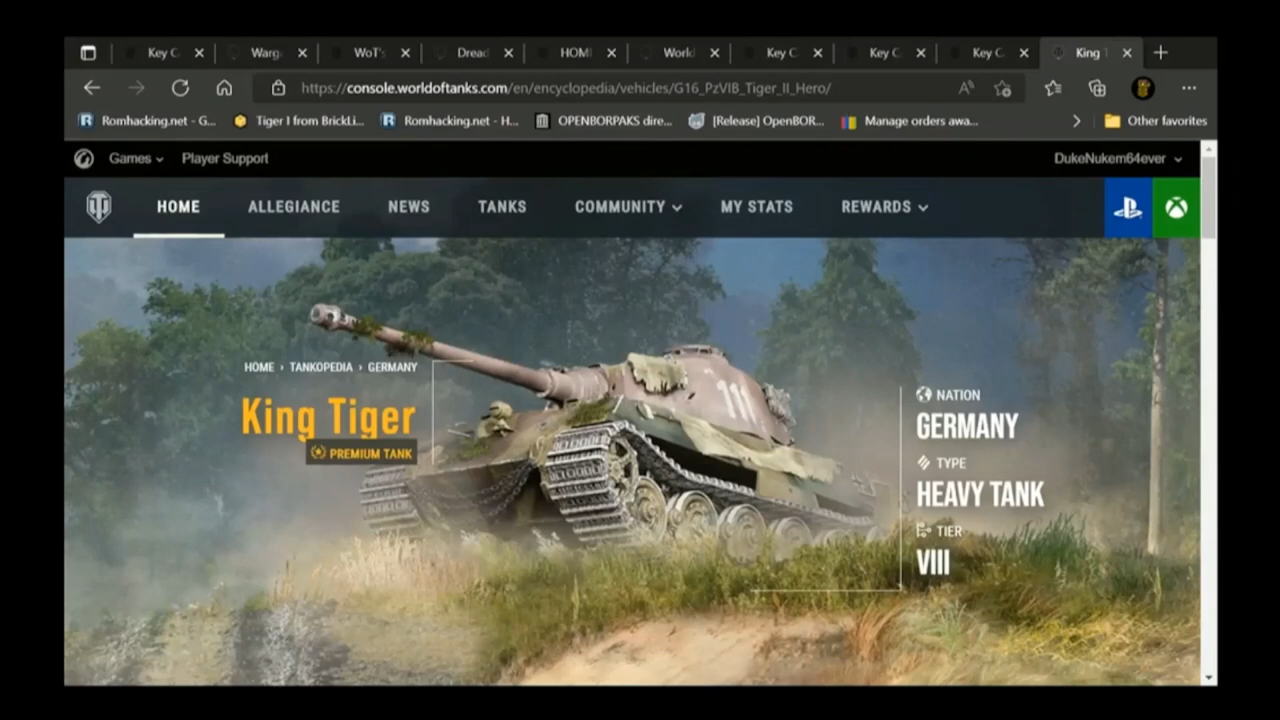 Key C
Warg
WoT's
Dread
HOMI
World
Key C
Key C
Key C
King T
https://console.worldoftanks.com/en/encyclopedia/vehicles/G16_PzVIB_Tiger_II_Hero/
Romhacking.net - G...
Tiger I from BrickLi...
Romhacking.net - H...
OPENBORPAKS dire...
[Release] OpenBOR...
Manage orders awa...
Other favorites
Games
Player Support
DukeNukem64ever
HOME
ALLEGIANCE
NEWS
TANKS
COMMUNITY
MY STATS
REWARDS
HOME › TANKOPEDIA › GERMANY
King Tiger
PREMIUM TANK
111
NATION
GERMANY
TYPE
HEAVY TANK
TIER
VIII